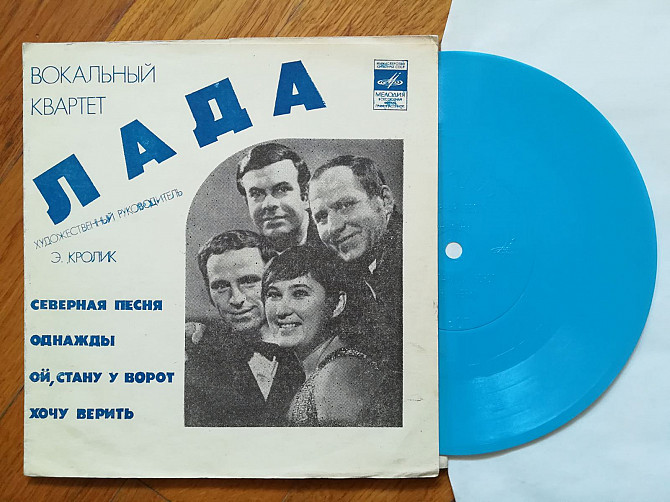 ВОКАЛЬНЫЙ
КВАРТЕТ
ЛАДА
ХУДОЖЕСТВЕННЫЙ РУКОВОДИТЕЛЬ
Э. КРОЛИК
СЕВЕРНАЯ ПЕСНЯ
ОДНАЖДЫ
ОЙ, СТАНУ У ВОРОТ
ХОЧУ ВЕРИТЬ
МЕЛОДИЯ